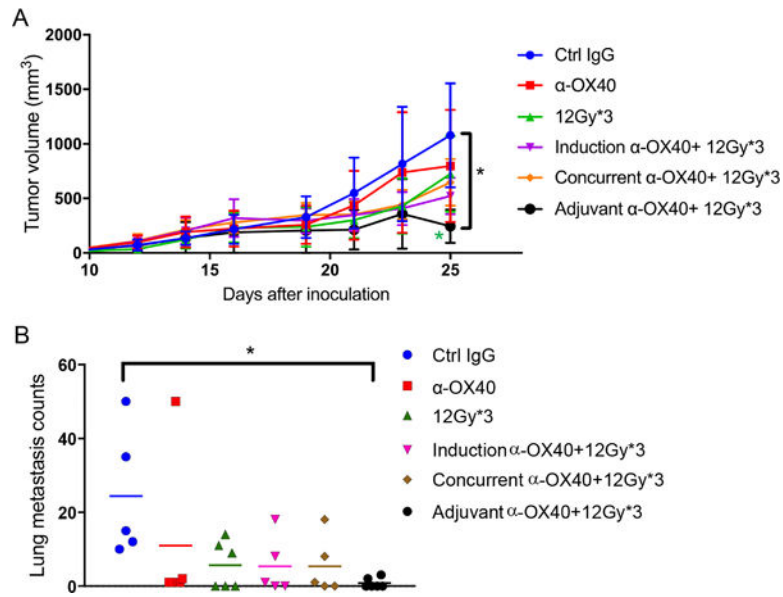 A
Tumor volume (mm³)
2000
1500
1000
500
0
10
15
20
25
Days after inoculation
*
*
Ctrl IgG
α-OX40
12Gy*3
Induction α-OX40+ 12Gy*3
Concurrent α-OX40+ 12Gy*3
Adjuvant α-OX40+ 12Gy*3
B
Lung metastasis counts
60
40
20
0
*
Ctrl IgG
α-OX40
12Gy*3
Induction α-OX40+12Gy*3
Concurrent α-OX40+12Gy*3
Adjuvant α-OX40+12Gy*3